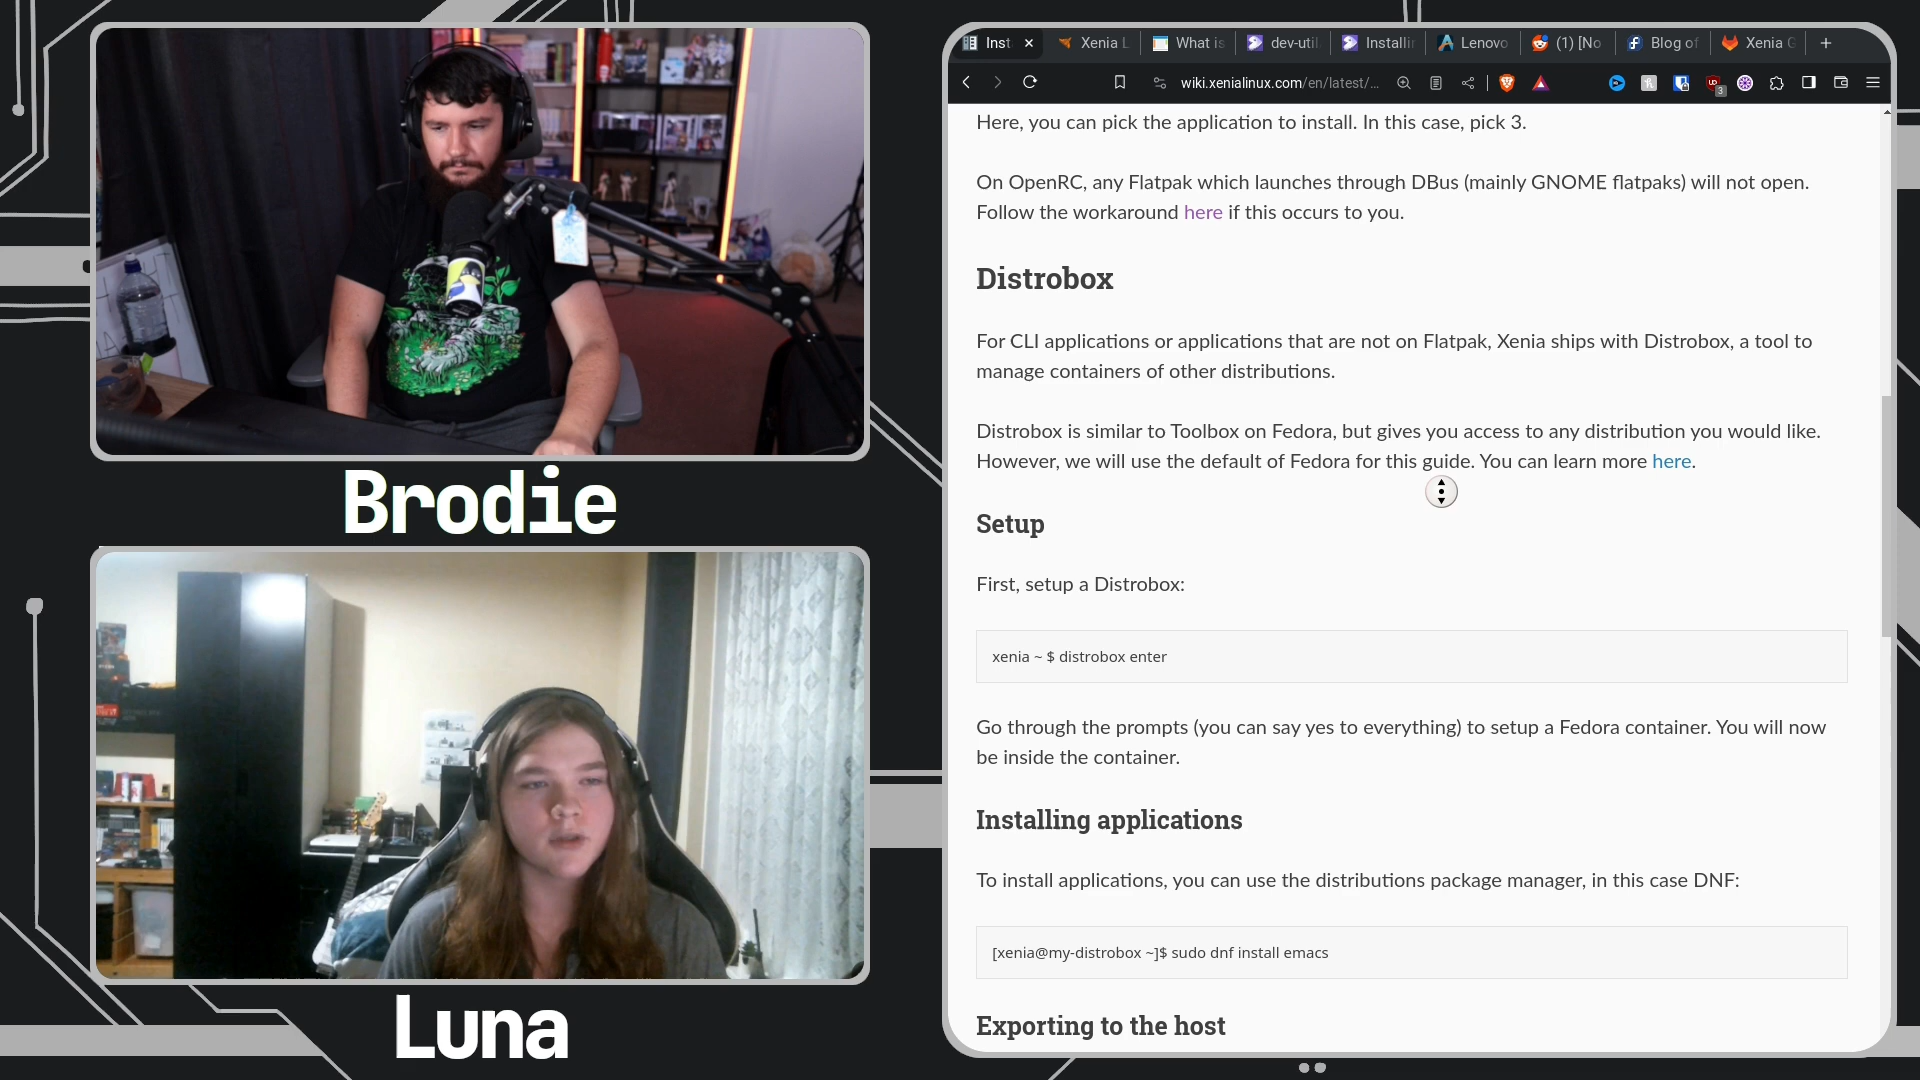 Brodie
Luna
Inst
Xenia L
What is
dev-util
Installin
Lenovo
(1) [No
Blog of
Xenia G
wiki.xenialinux.com/en/latest/...
3
Here, you can pick the application to install. In this case, pick 3.
On OpenRC, any Flatpak which launches through DBus (mainly GNOME flatpaks) will not open.
Follow the workaround here if this occurs to you.
Distrobox
For CLI applications or applications that are not on Flatpak, Xenia ships with Distrobox, a tool to
manage containers of other distributions.
Distrobox is similar to Toolbox on Fedora, but gives you access to any distribution you would like.
However, we will use the default of Fedora for this guide. You can learn more here.
Setup
First, setup a Distrobox:
xenia ~ $ distrobox enter
Go through the prompts (you can say yes to everything) to setup a Fedora container. You will now
be inside the container.
Installing applications
To install applications, you can use the distributions package manager, in this case DNF:
[xenia@my-distrobox ~]$ sudo dnf install emacs
Exporting to the host